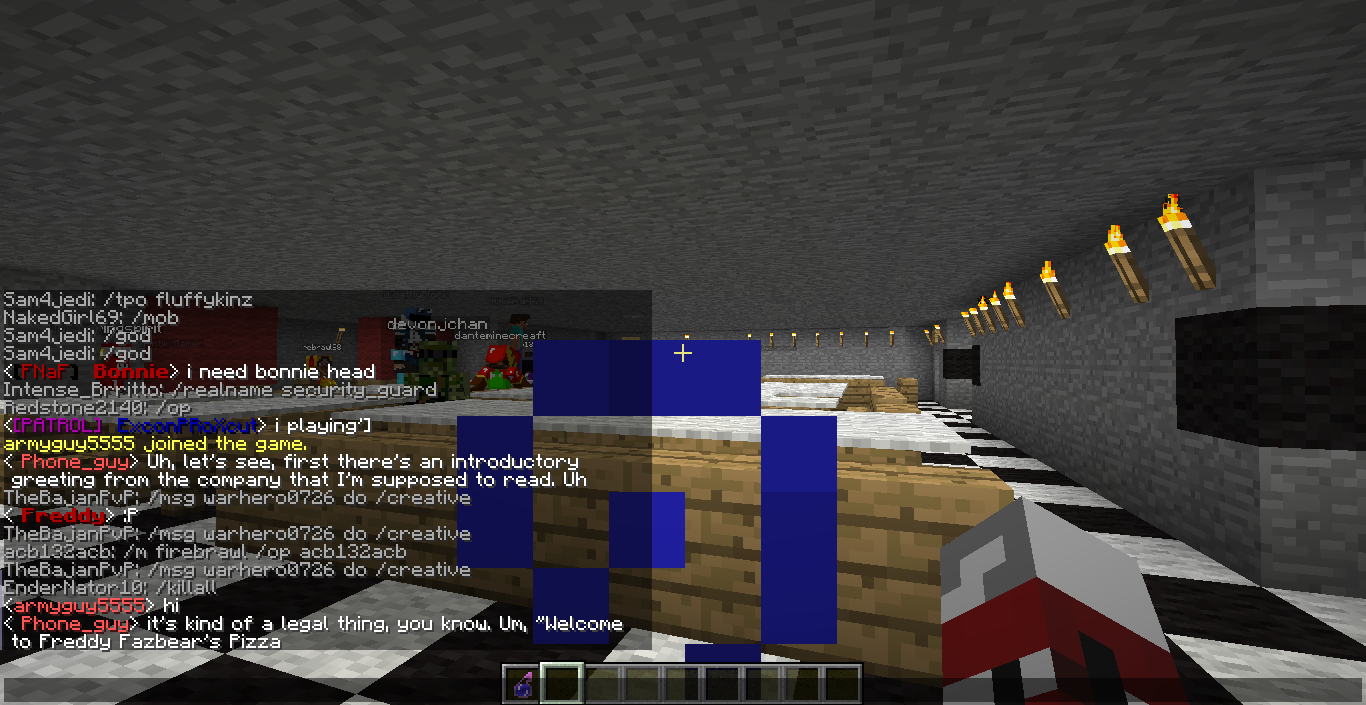 Sam4jedi: /tpo fluffykinz
NakedGirl69: /mob
Sam4jedi: /god
Sam4jedi: /god
< [FNaF] Bonnie> i need bonnie head
Intense_Brritto: /realname security_guard
Redstone2140: /op
<[PATROL] ExconPRoXcut> i playing']
armyguy5555 joined the game.
< Phone_guy> Uh, let's see, first there's an introductory
greeting from the company that I'm supposed to read. Uh
TheBajanPvP: /msg warhero0726 do /creative
< Freddy> :P
TheBajanPvP: /msg warhero0726 do /creative
acb132acb: /m firebrawl /op acb132acb
TheBajanPvP: /msg warhero0726 do /creative
EnderNator10: /killall
<armyguy5555> hi
< Phone_guy> it's kind of a legal thing, you know. Um, "Welcome
to Freddy Fazbear's Pizza
devonjchan
danteminecreaft